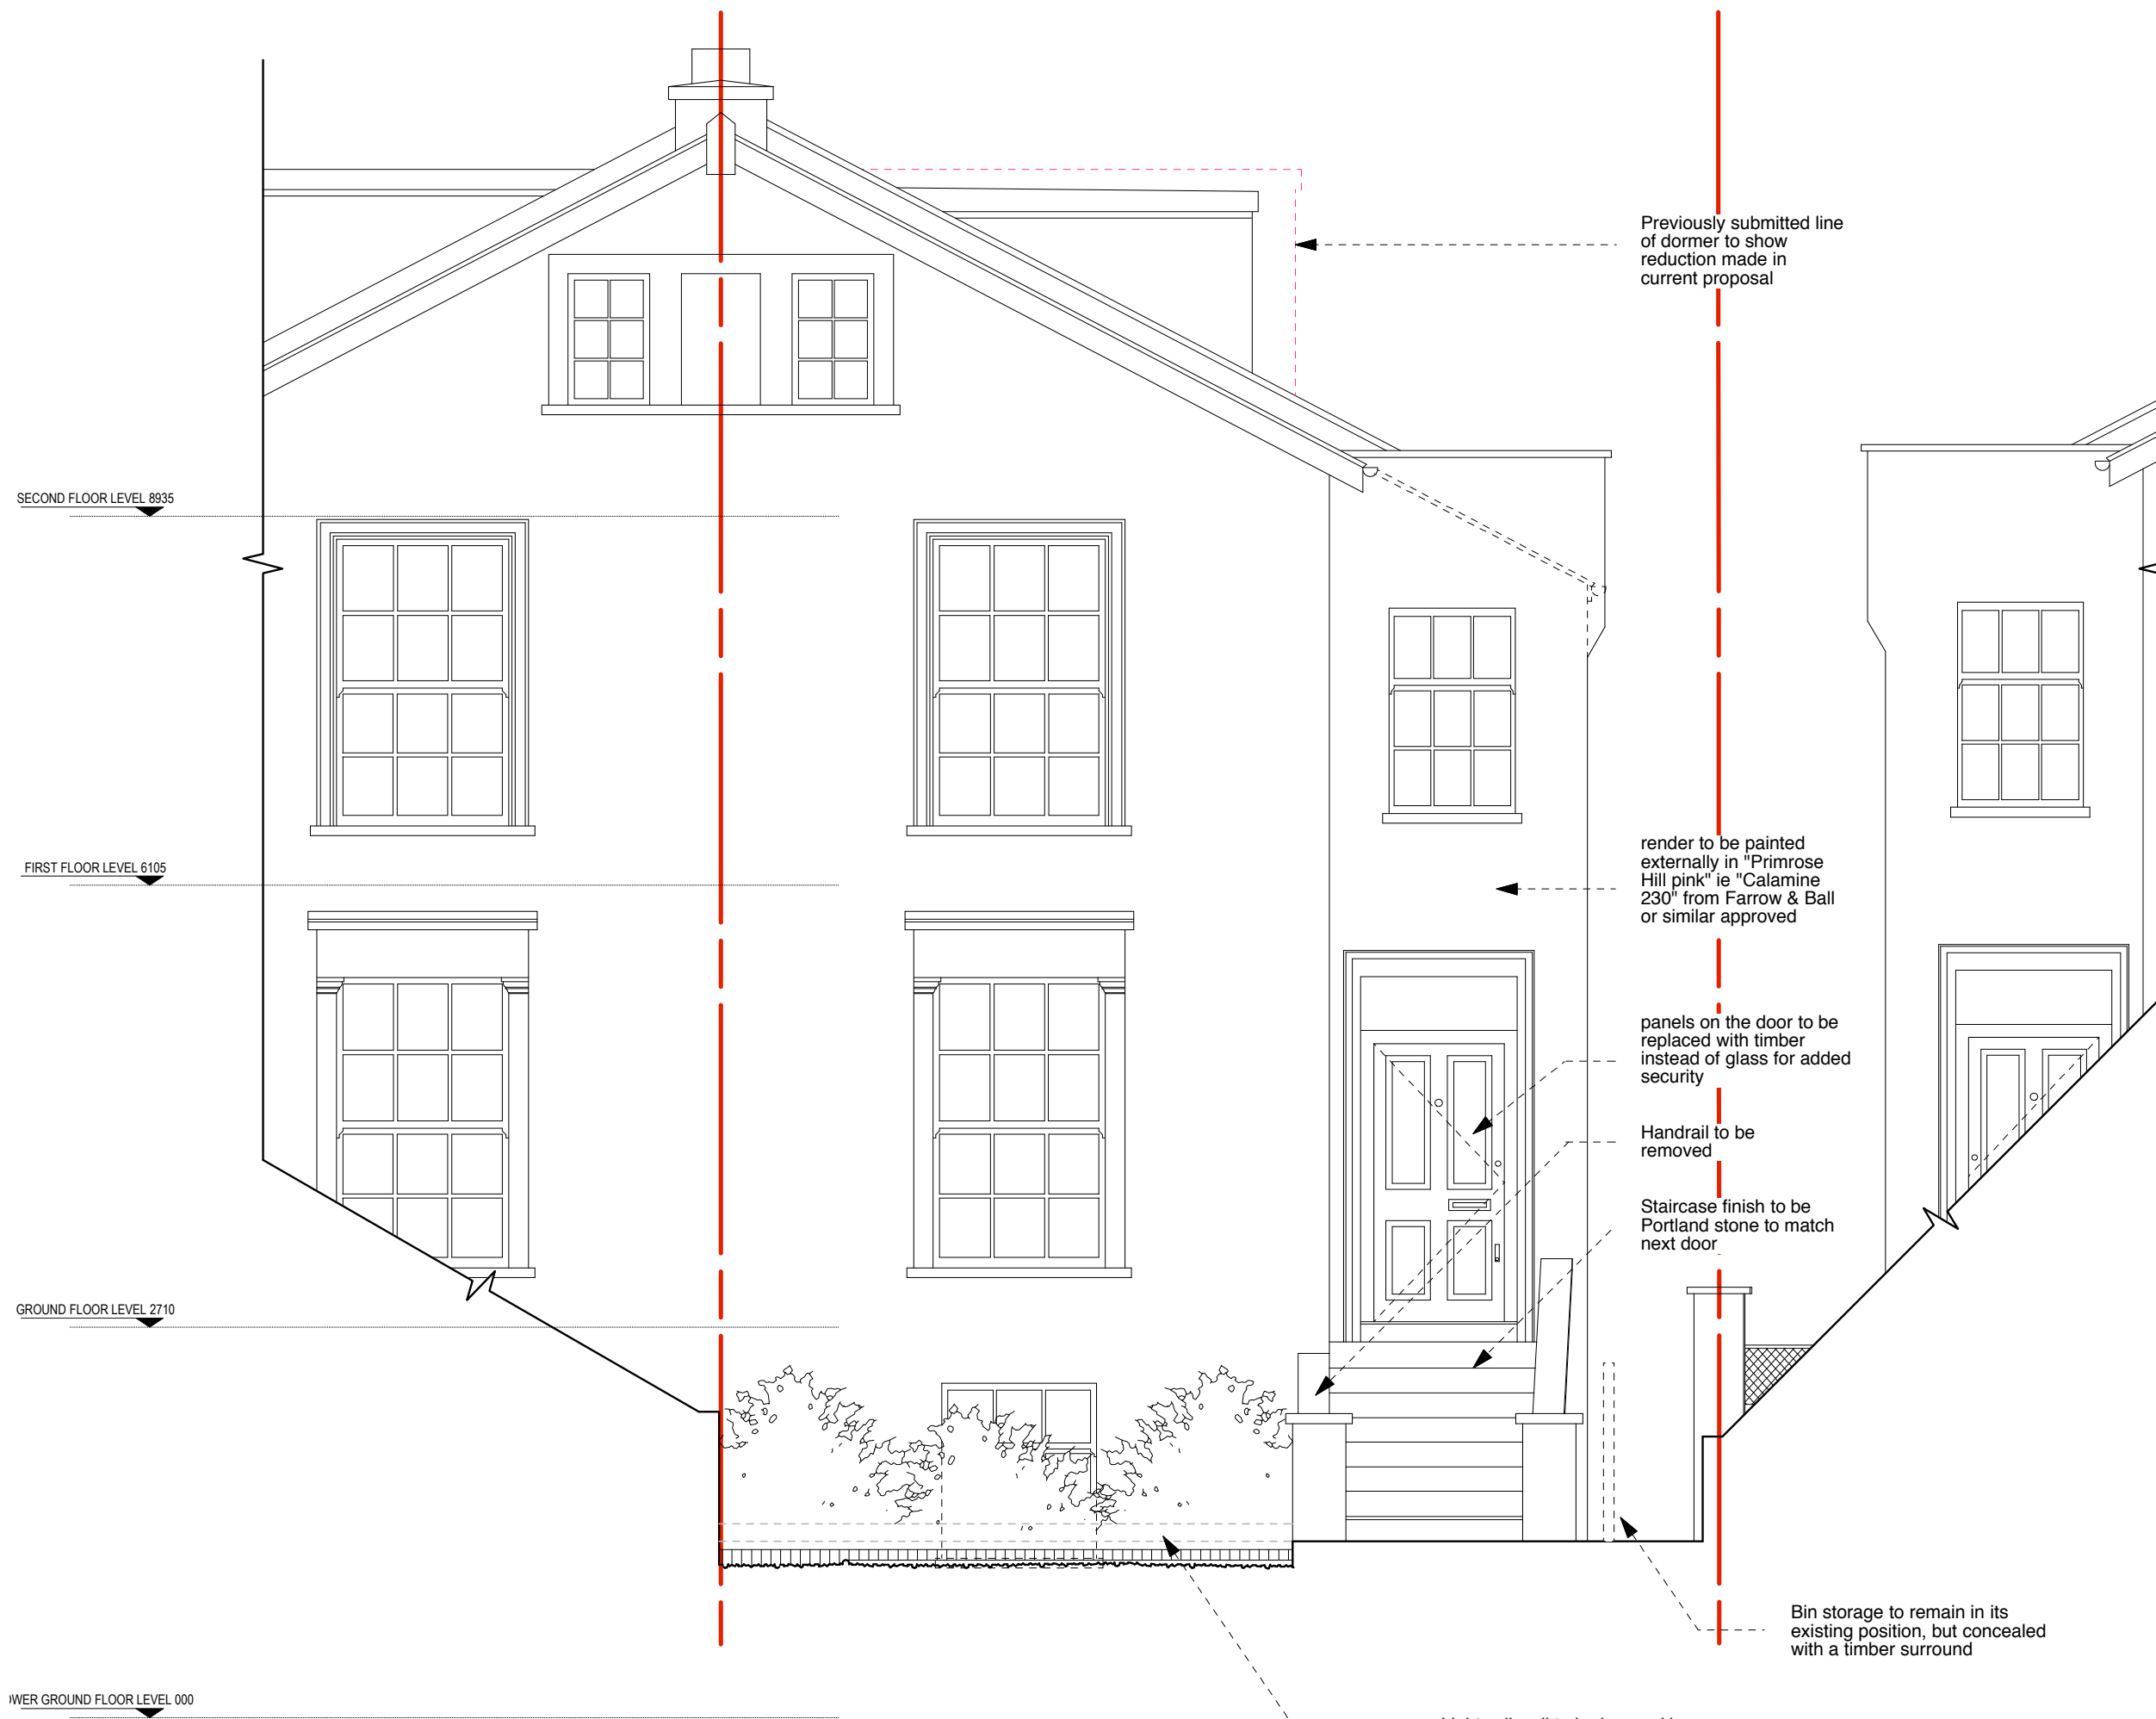 Previously submitted line
of dormer to show
reduction made in
current proposal
SECOND FLOOR LEVEL 8935
render to be painted
externally in "Primrose
Hill pink" ie "Calamine
230" from Farrow & Ball
or similar approved
FIRST FLOOR LEVEL 6105
panels on the door to be
replaced with timber
instead of glass for added
security
Handrail to be
removed
Staircase finish to be
Portland stone to match
next door
GROUND FLOOR LEVEL 2710
Bin storage to remain in its
existing position, but concealed
with a timber surround
GROUND FLOOR LEVEL 000